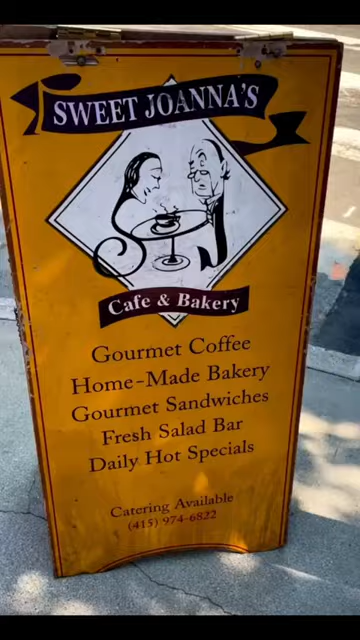 SWEET JOANNA'S
Cafe & Bakery
Gourmet Coffee
Home-Made Bakery
Gourmet Sandwiches
Fresh Salad Bar
Daily Hot Specials
Catering Available
(415) 974-6822